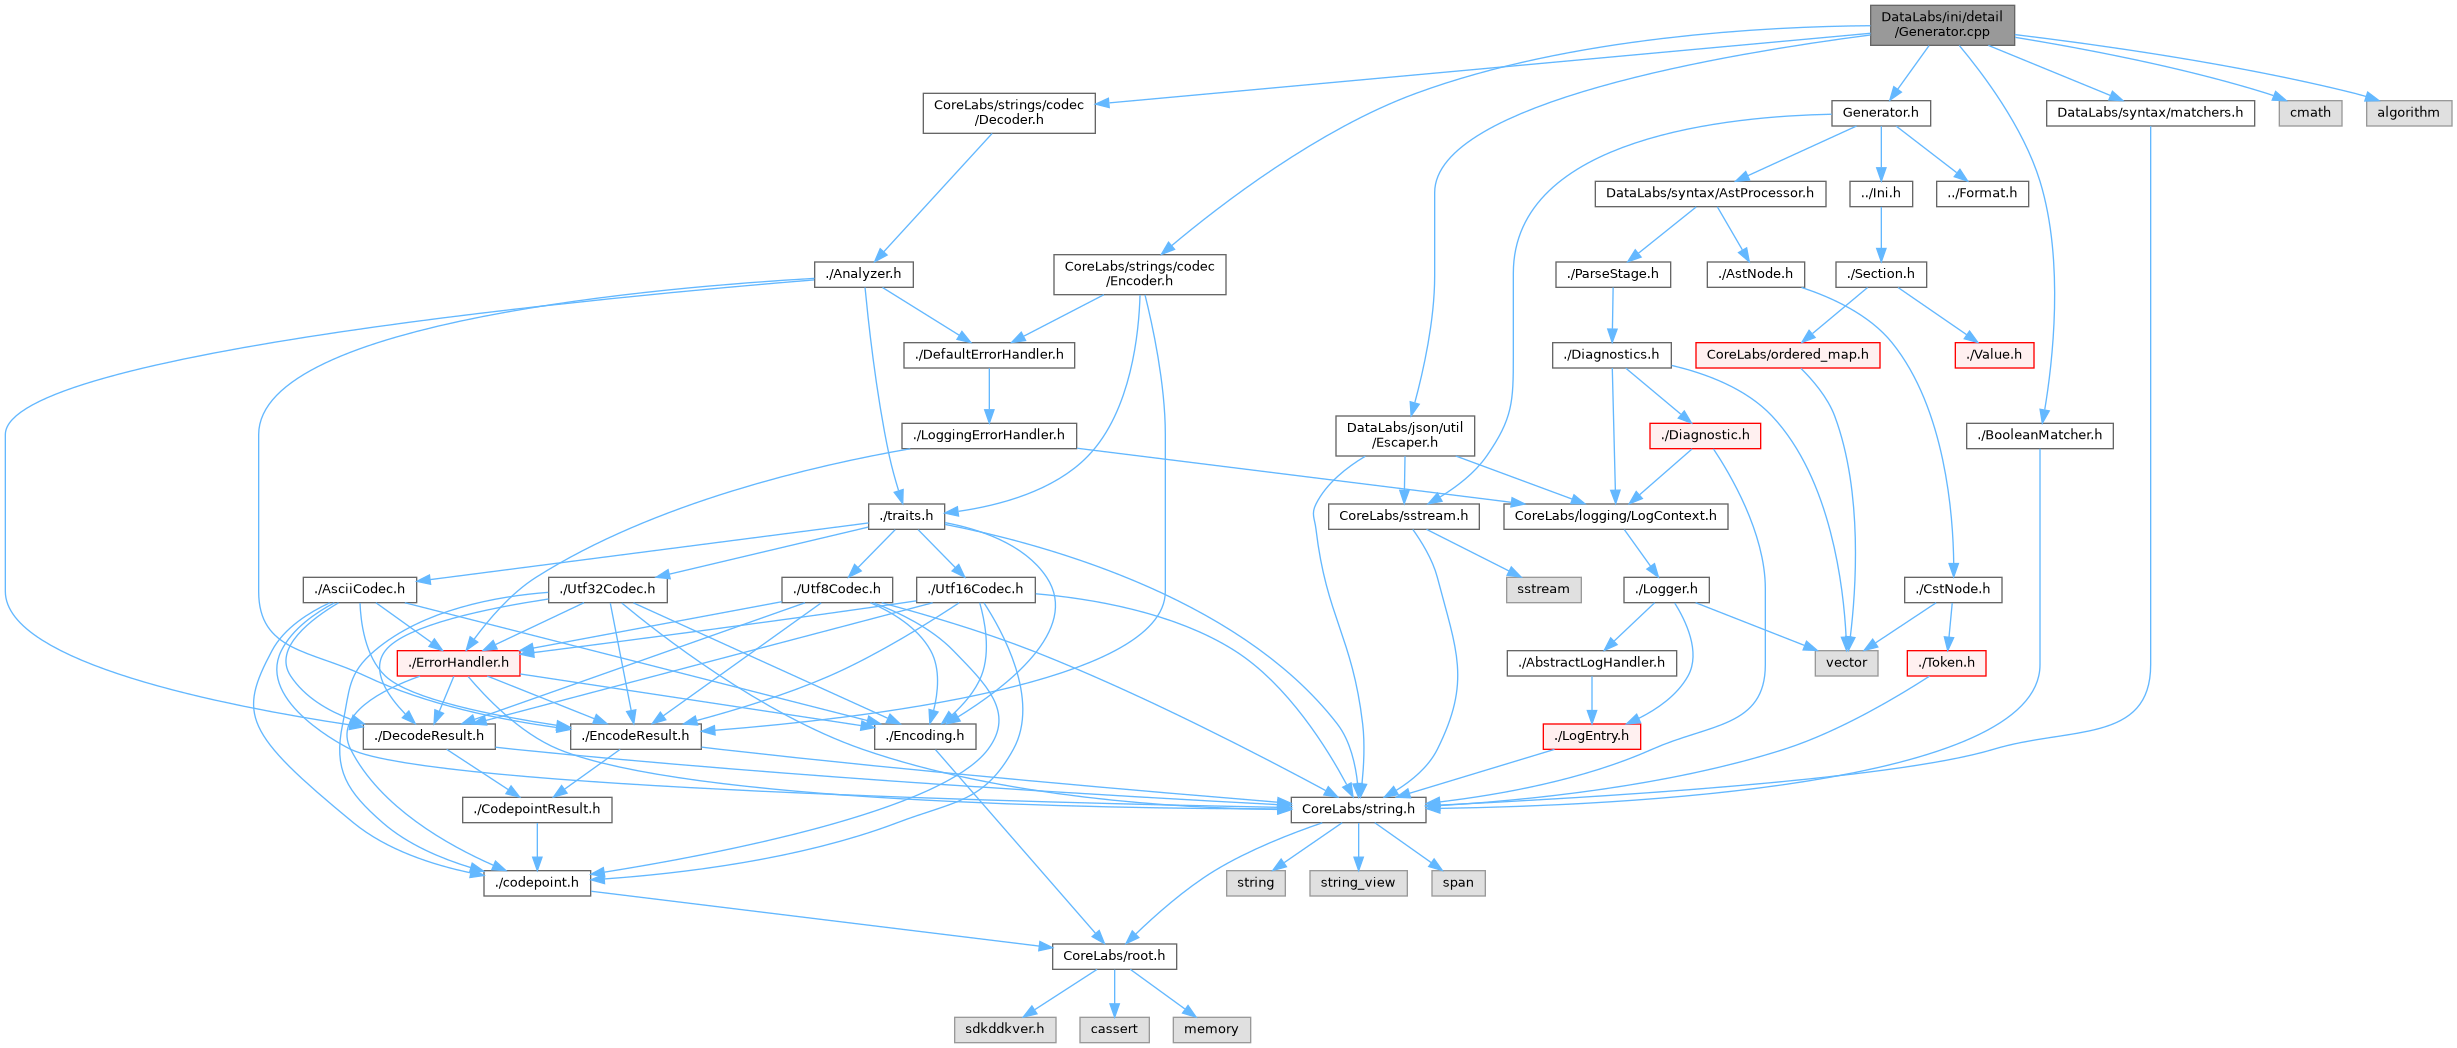 DataLabs/ini/detail
/Generator.cpp
CoreLabs/strings/codec
/Decoder.h
Generator.h
DataLabs/syntax/matchers.h
cmath
algorithm
DataLabs/syntax/AstProcessor.h
../Ini.h
../Format.h
./Analyzer.h
CoreLabs/strings/codec
/Encoder.h
./ParseStage.h
./AstNode.h
./Section.h
./DefaultErrorHandler.h
./Diagnostics.h
CoreLabs/ordered_map.h
./Value.h
./LoggingErrorHandler.h
DataLabs/json/util
/Escaper.h
./Diagnostic.h
./BooleanMatcher.h
./traits.h
CoreLabs/sstream.h
CoreLabs/logging/LogContext.h
./AsciiCodec.h
./Utf32Codec.h
./Utf8Codec.h
./Utf16Codec.h
sstream
./Logger.h
./CstNode.h
./ErrorHandler.h
./AbstractLogHandler.h
vector
./Token.h
./DecodeResult.h
./EncodeResult.h
./Encoding.h
./LogEntry.h
./CodepointResult.h
CoreLabs/string.h
./codepoint.h
string
string_view
span
CoreLabs/root.h
sdkddkver.h
cassert
memory